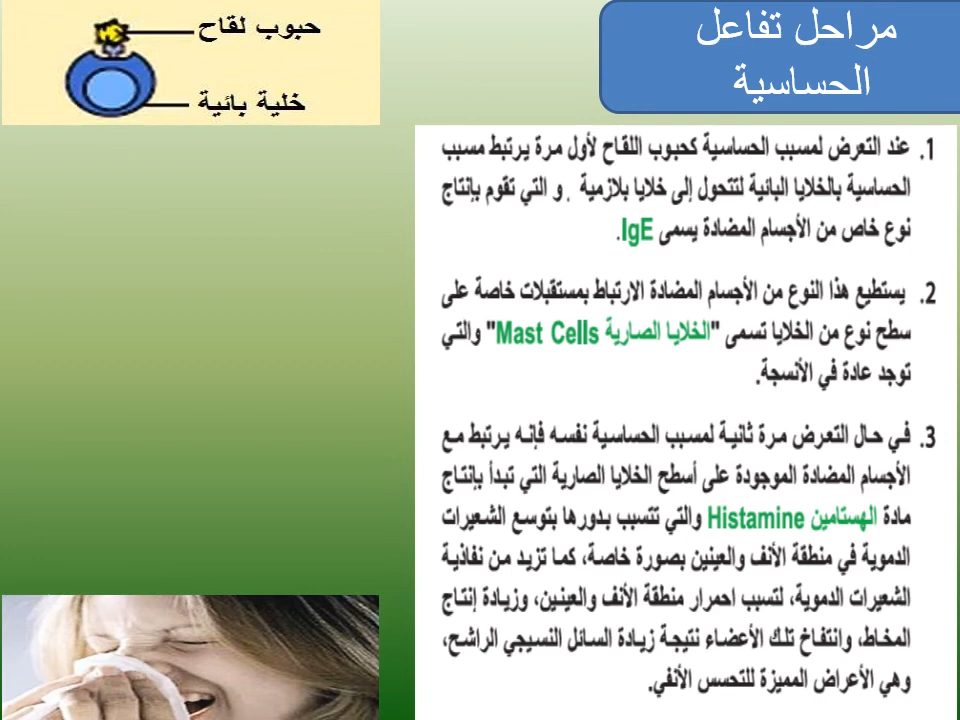 مراحل تفاعل
الحساسية
حبوب لقاح
خلية بائية
1. عند التعرض لمسبب الحساسية كحبوب اللقاح لأول مرة يرتبط مسبب
الحساسية بالخلايا البائية لتتحول إلى خلايا بلازمية . و التي تقوم بإنتاج
نوع خاص من الأجسام المضادة يسمى IgE.
2. يستطيع هذا النوع من الأجسام المضادة الارتباط بمستقبلات خاصة على
سطح نوع من الخلايا تسمى "الخلايا الصارية Mast Cells" والتي
توجد عادة في الأنسجة.
3. في حال التعرض مرة ثانية لمسبب الحساسية نفسه فإنه يرتبط مع
الأجسام المضادة الموجودة على أسطح الخلايا الصارية التي تبدأ بإنتاج
مادة الهستامين Histamine والتي تتسبب بدورها بتوسع الشعيرات
الدموية في منطقة الأنف والعينين بصورة خاصة، كما تزيد من نفاذية
الشعيرات الدموية، لتسبب احمرار منطقة الأنف والعينين، وزيادة إنتاج
المخاط، وانتفاخ تلك الأعضاء نتيجة زيادة السائل النسيجي الراشح،
وهي الأعراض المميزة للتحسس الأنفي.